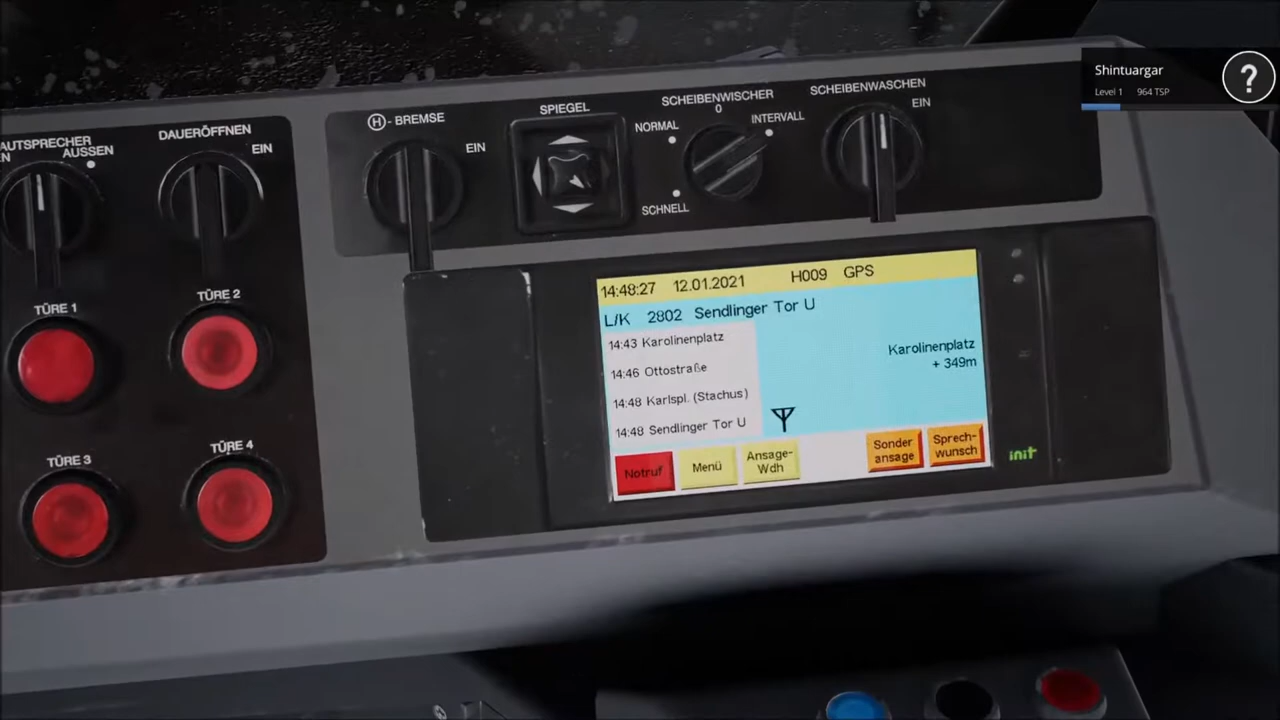 Shintuargar
Level 1 964 TSP
?
AUSSEN
DAUERÖFFNEN
EIN
H - BREMSE
EIN
SPIEGEL
SCHEIBENWISCHER
0
NORMAL
INTERVALL
SCHNELL
SCHEIBENWASCHEN
EIN
TÜRE 1
TÜRE 2
TÜRE 3
TÜRE 4
14:48:27 12.01.2021 H009 GPS
L/K 2802 Sendlinger Tor U
14:43 Karolinenplatz
14:46 Ottostraße
14:48 Karlspl. (Stachus)
14:48 Sendlinger Tor U
Karolinenplatz
+ 349m
Notruf
Menü
Ansage-
Wdh
Sonder
ansage
Sprech-
wunsch
init